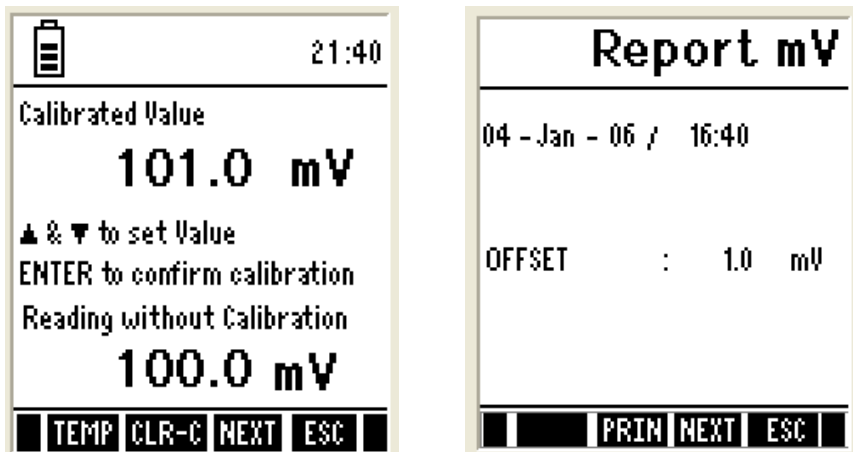 21:40
Calibrated Value
101.0 mV
▲ & ▼ to set Value
ENTER to confirm calibration
Reading without Calibration
100.0 mV
TEMP CLR-C NEXT ESC
Report mV
04 - Jan - 06 / 16:40
OFFSET : 1.0 mV
PRIN NEXT ESC